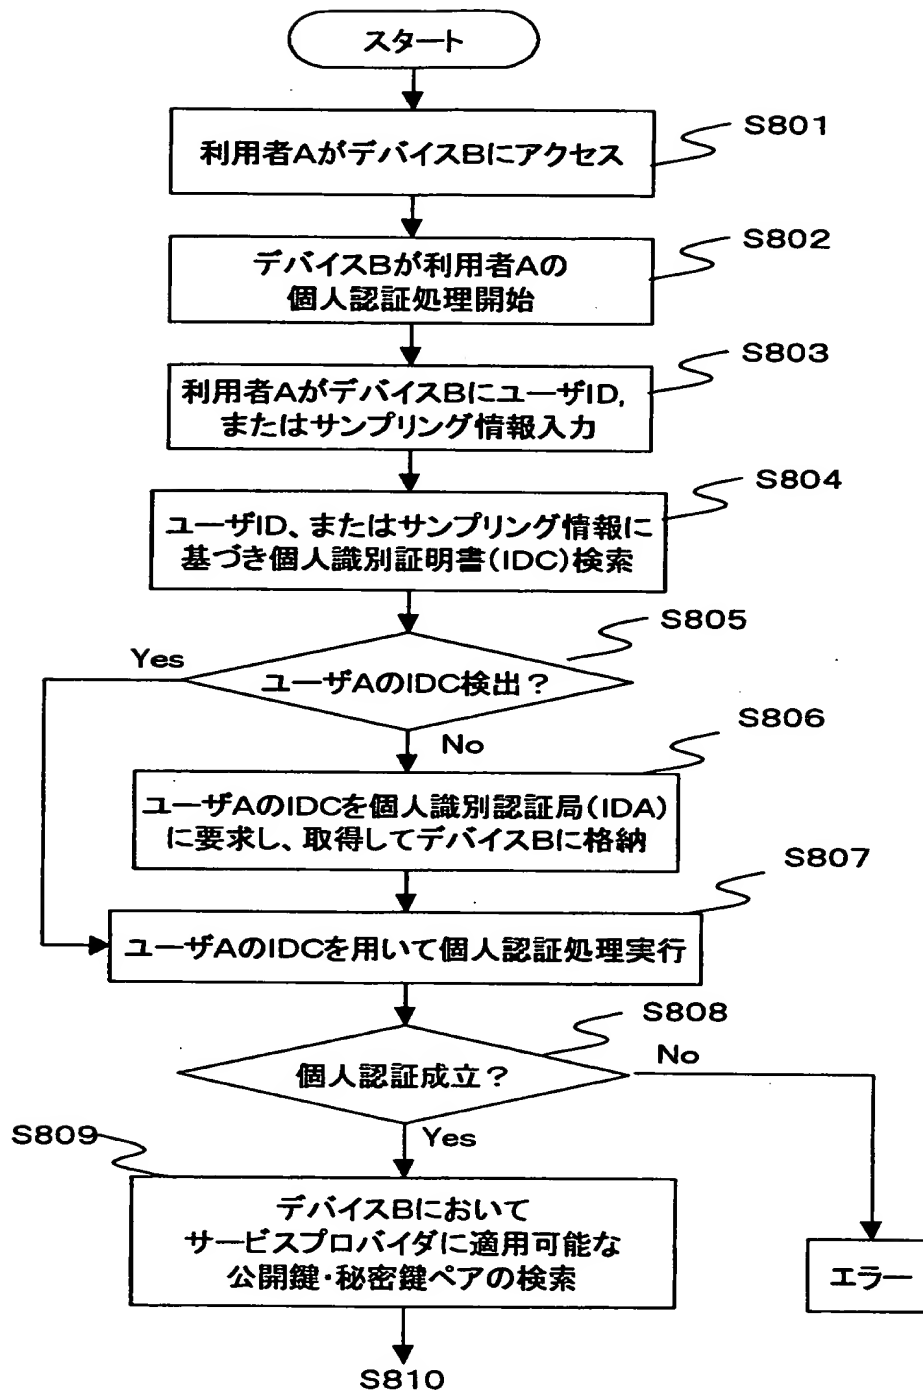 スタート
S801
利用者AがデバイスBにアクセス
S802
デバイスBが利用者Aの
個人認証処理開始
S803
利用者AがデバイスBにユーザID,
またはサンプリング情報入力
S804
ユーザID、またはサンプリング情報に
基づき個人識別証明書(IDC)検索
S805
Yes
ユーザAのIDC検出?
S806
No
ユーザAのIDCを個人識別認証局(IDA)
に要求し、取得してデバイスBに格納
S807
ユーザAのIDCを用いて個人認証処理実行
S808
No
個人認証成立?
S809
Yes
デバイスBにおいて
サービスプロバイダに適用可能な
公開鍵・秘密鍵ペアの検索
エラー
S810